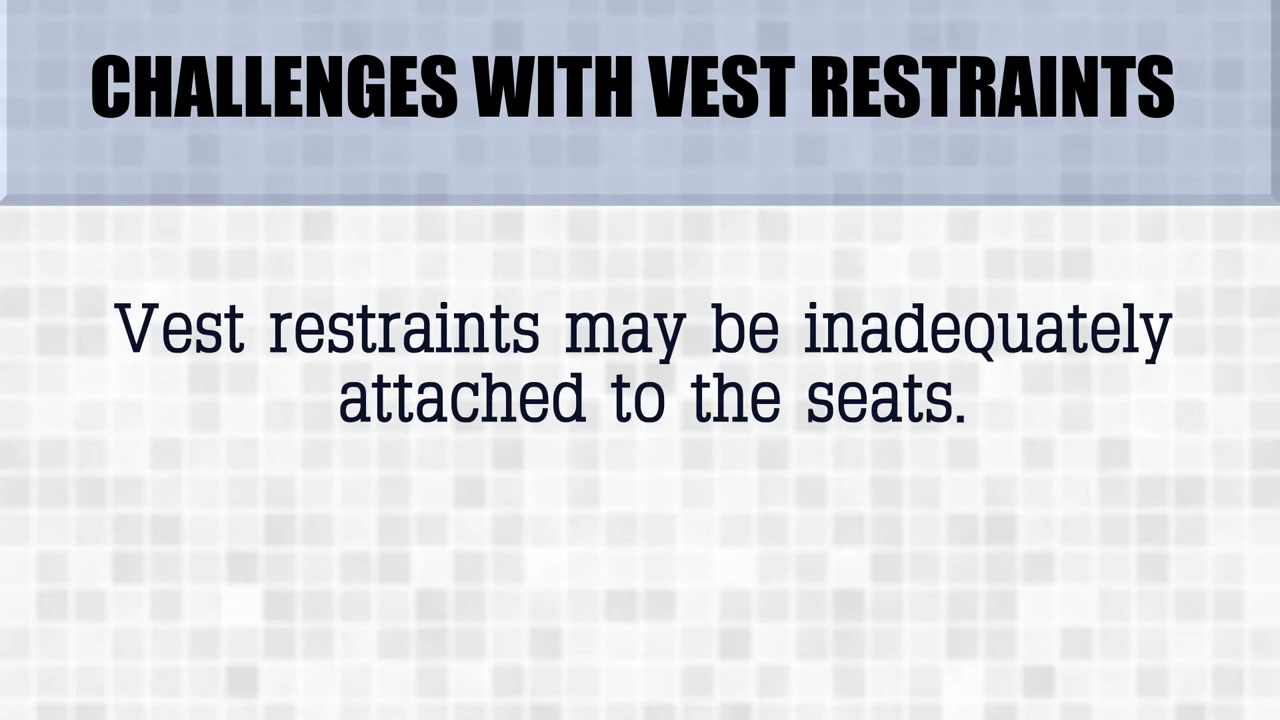 CHALLENGES WITH VEST RESTRAINTS
Vest restraints may be inadequately
attached to the seats.